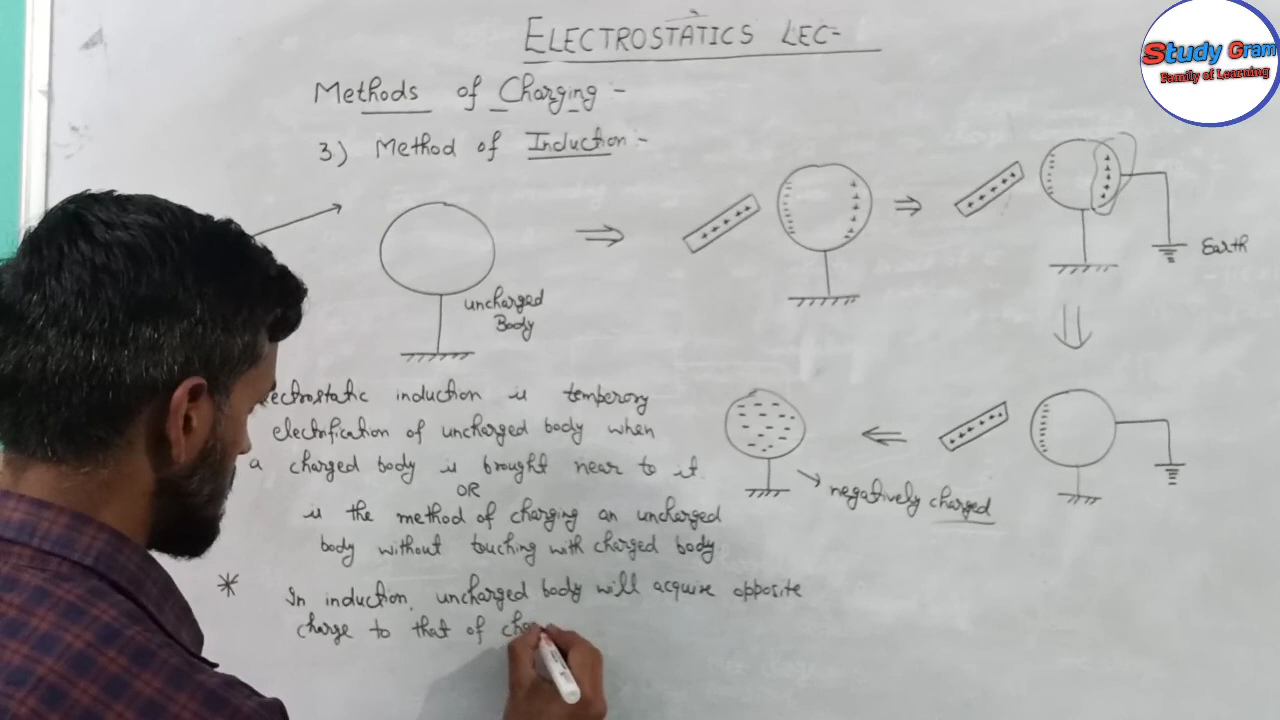 ELECTROSTATICS LEC-
Study Gram
Family of Learning
Methods of Charging -
3) Method of Induction :-
uncharged
Body
Earth
negatively charged
induction is temperory
electrification of uncharged body when
a charged body is brought near to it.
OR
is the method of charging an uncharged
body without touching with charged body
* In induction, uncharged body will acquire opposite
charge to that of